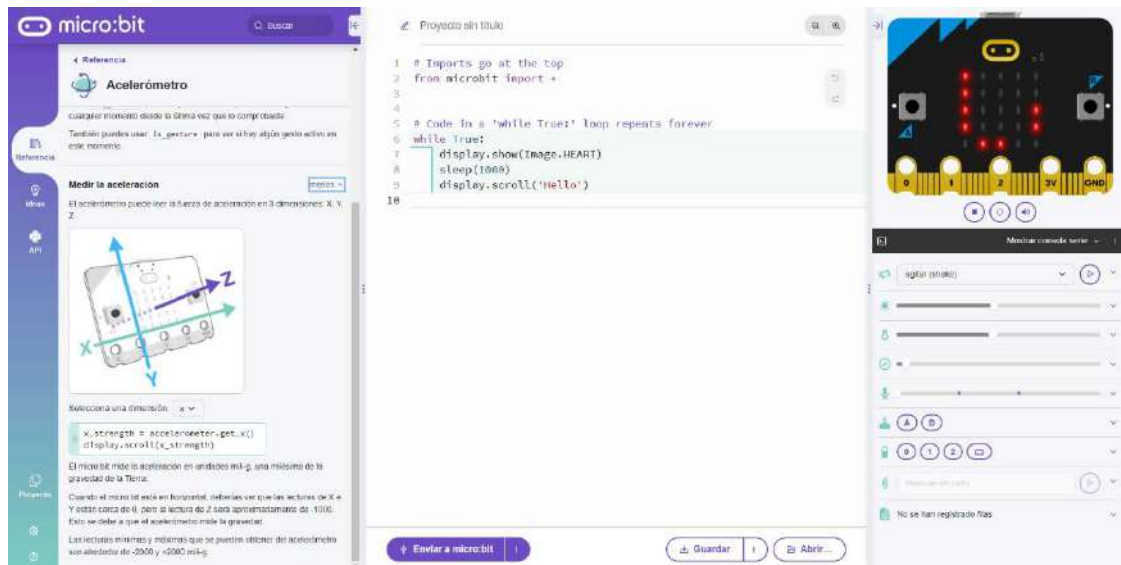 micro:bit
Buscar
Referencia
Ideas
API
Proyecto
Referencia
Acelerómetro
cualquier momento desde la última vez que lo comprobaste.
También puedes usar is_gesture para ver si hay algún gesto activo en
este momento.
Medir la aceleración
menos
El acelerómetro puede leer la fuerza de aceleración en 3 dimensiones: X, Y,
Z.
Z
X
Y
Selecciona una dimensión: x
x_strength = accelerometer.get_x()
display.scroll(x_strength)
El micro:bit mide la aceleración en unidades mili-g, una milésima de la
gravedad de la Tierra.
Cuando el micro:bit está en horizontal, deberías ver que las lecturas de X e
Y están cerca de 0, pero la lectura de Z será aproximadamente de -1000.
Esto se debe a que el acelerómetro mide la gravedad.
Las lecturas mínimas y máximas que se pueden obtener del acelerómetro
son alrededor de -2000 y +2000 mili-g.
Proyecto sin título
1 # Imports go at the top
2 from microbit import *
3
4
5 # Code in a 'while True:' loop repeats forever
6 while True:
7 display.show(Image.HEART)
8 sleep(1000)
9 display.scroll('Hello')
10
Enviar a micro:bit
Guardar
Abrir...
0 1 2 3V GND
Mostrar consola serie
agitar (shake)
A B
0 1 2
No se han registrado filas